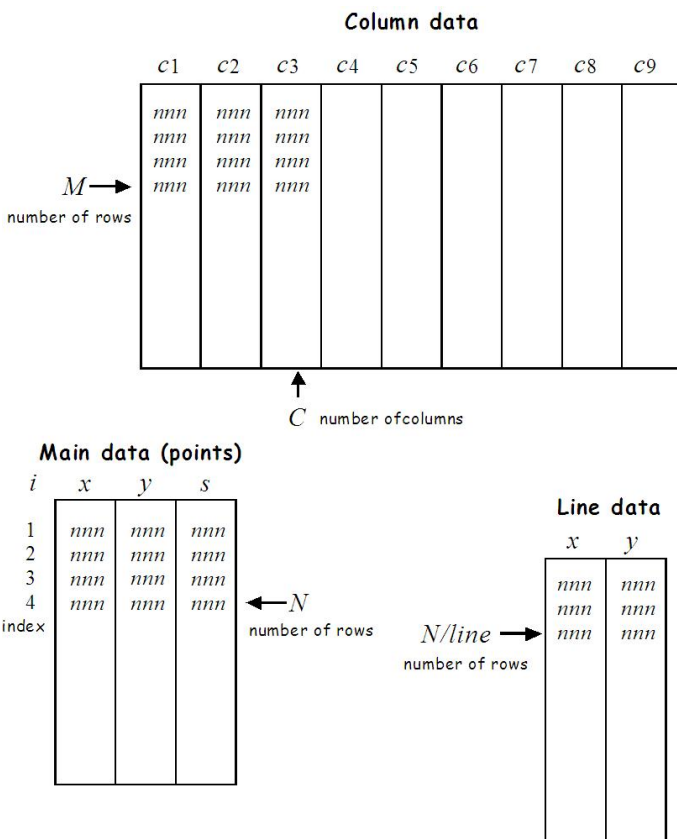 Column data
c1 c2 c3 c4 c5 c6 c7 c8 c9
nnn nnn nnn
nnn nnn nnn
nnn nnn nnn
M nnn nnn nnn
number of rows
C number ofcolumns
Main data (points)
i x y s
1 nnn nnn nnn
2 nnn nnn nnn
3 nnn nnn nnn
4 nnn nnn nnn N
index
number of rows
Line data
x y
nnn nnn
nnn nnn
N/line nnn nnn
number of rows